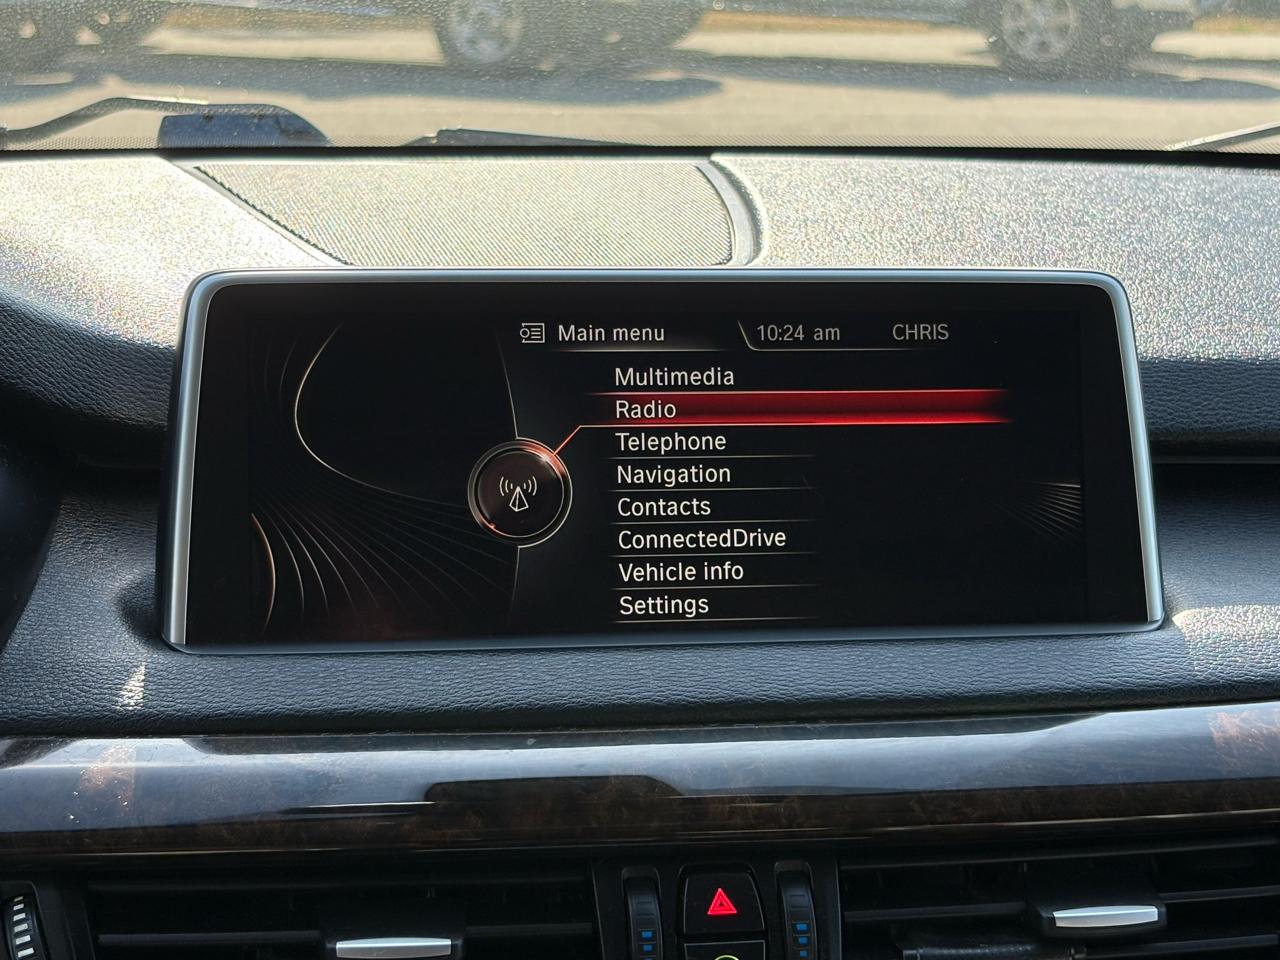 Main menu 10:24 am CHRIS
Multimedia
Radio
Telephone
Navigation
Contacts
ConnectedDrive
Vehicle info
Settings